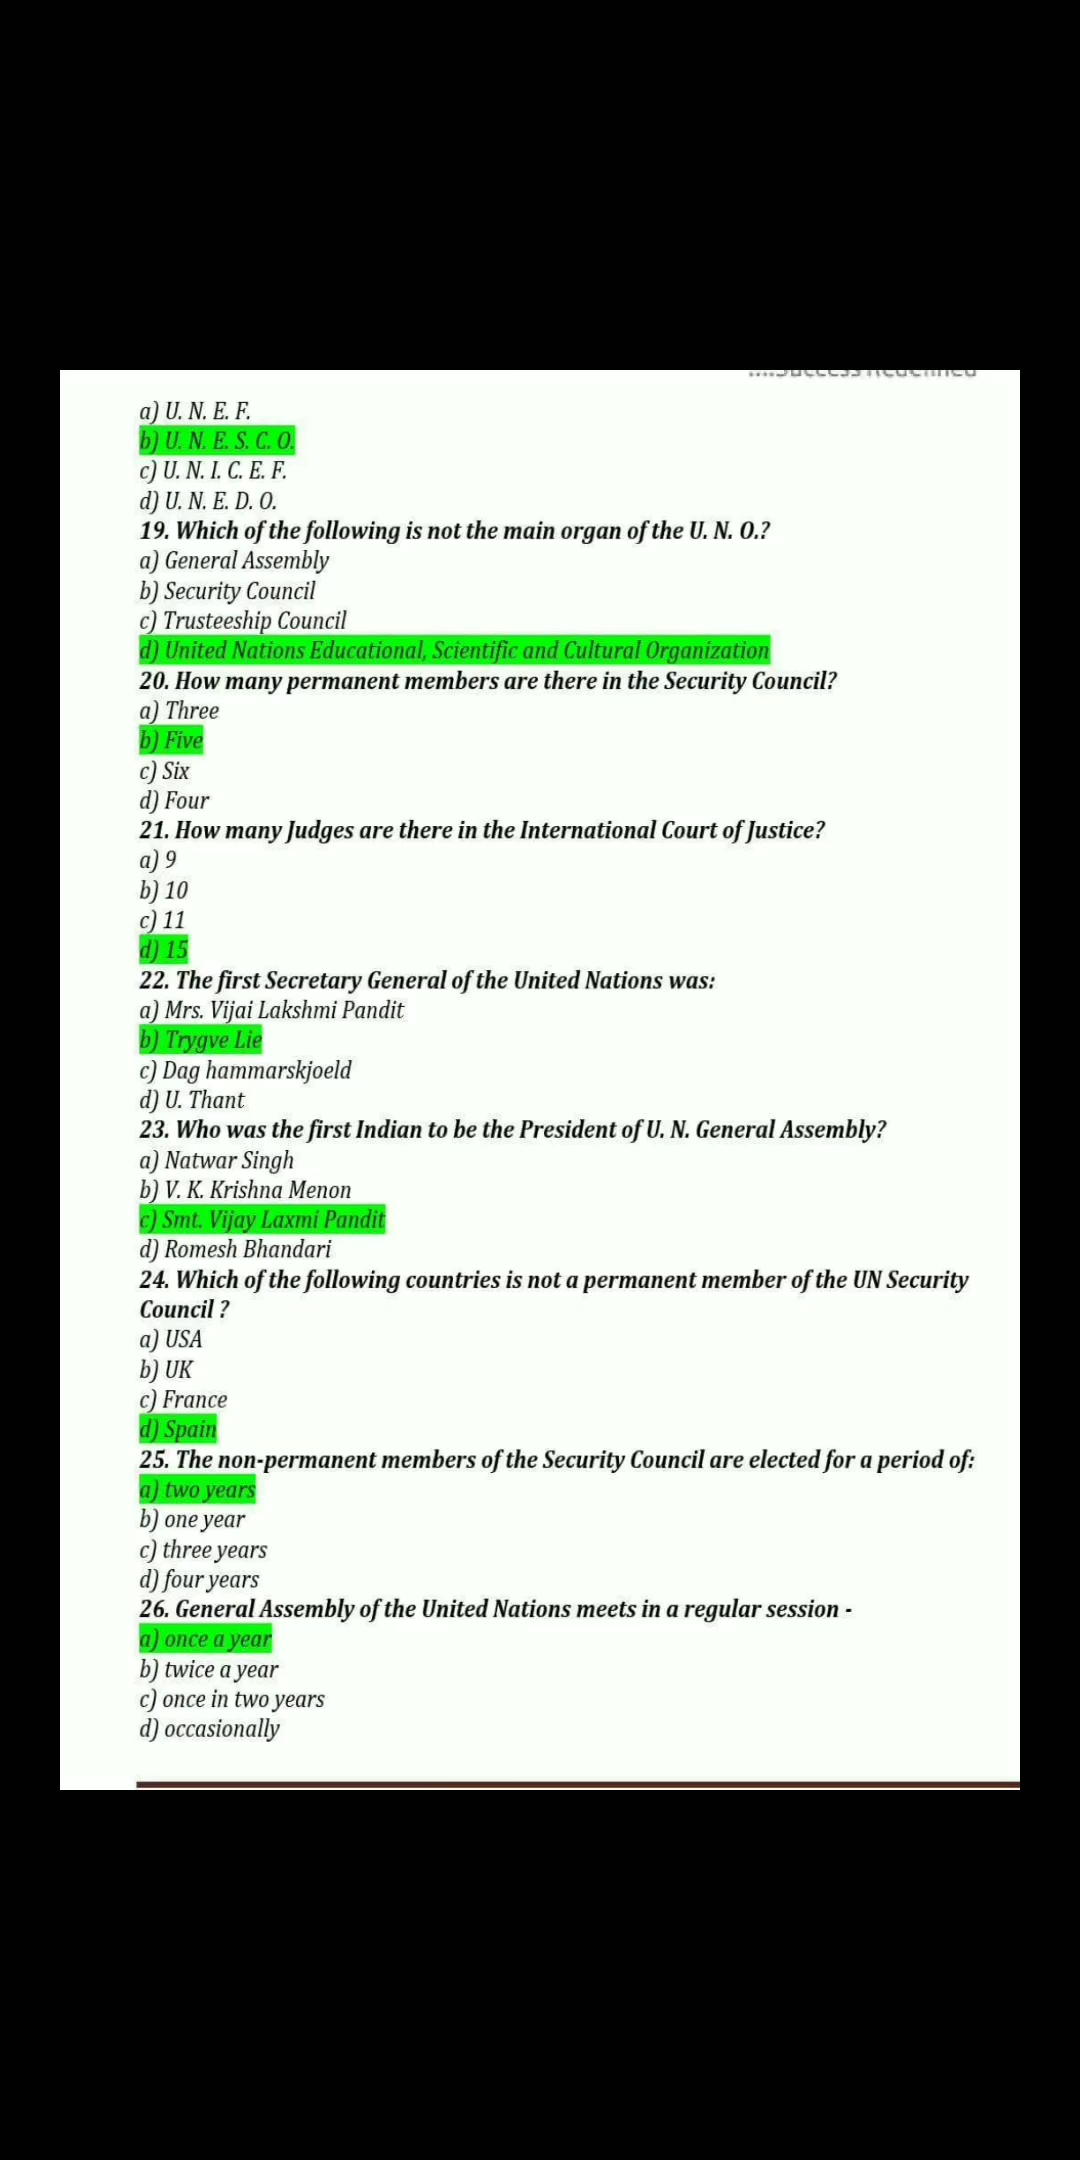 ....Success Redefined
a) U. N. E. F.
b) U. N. E. S. C. O.
c) U. N. I. C. E. F.
d) U. N. E. D. O.
19. Which of the following is not the main organ of the U. N. O.?
a) General Assembly
b) Security Council
c) Trusteeship Council
d) United Nations Educational, Scientific and Cultural Organization
20. How many permanent members are there in the Security Council?
a) Three
b) Five
c) Six
d) Four
21. How many Judges are there in the International Court of Justice?
a) 9
b) 10
c) 11
d) 15
22. The first Secretary General of the United Nations was:
a) Mrs. Vijai Lakshmi Pandit
b) Trygve Lie
c) Dag hammarskjoeld
d) U. Thant
23. Who was the first Indian to be the President of U. N. General Assembly?
a) Natwar Singh
b) V. K. Krishna Menon
c) Smt. Vijay Laxmi Pandit
d) Romesh Bhandari
24. Which of the following countries is not a permanent member of the UN Security
Council ?
a) USA
b) UK
c) France
d) Spain
25. The non-permanent members of the Security Council are elected for a period of:
a) two years
b) one year
c) three years
d) four years
26. General Assembly of the United Nations meets in a regular session -
a) once a year
b) twice a year
c) once in two years
d) occasionally